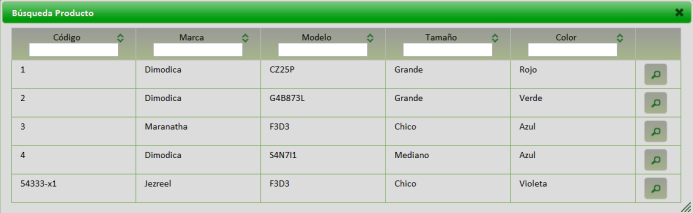 Búsqueda Producto
Código Marca Modelo Tamaño Color
1 Dimodica CZ25P Grande Rojo
2 Dimodica G4B873L Grande Verde
3 Maranatha F3D3 Chico Azul
4 Dimodica S4N7I1 Mediano Azul
54333-x1 Jezreel F3D3 Chico Violeta